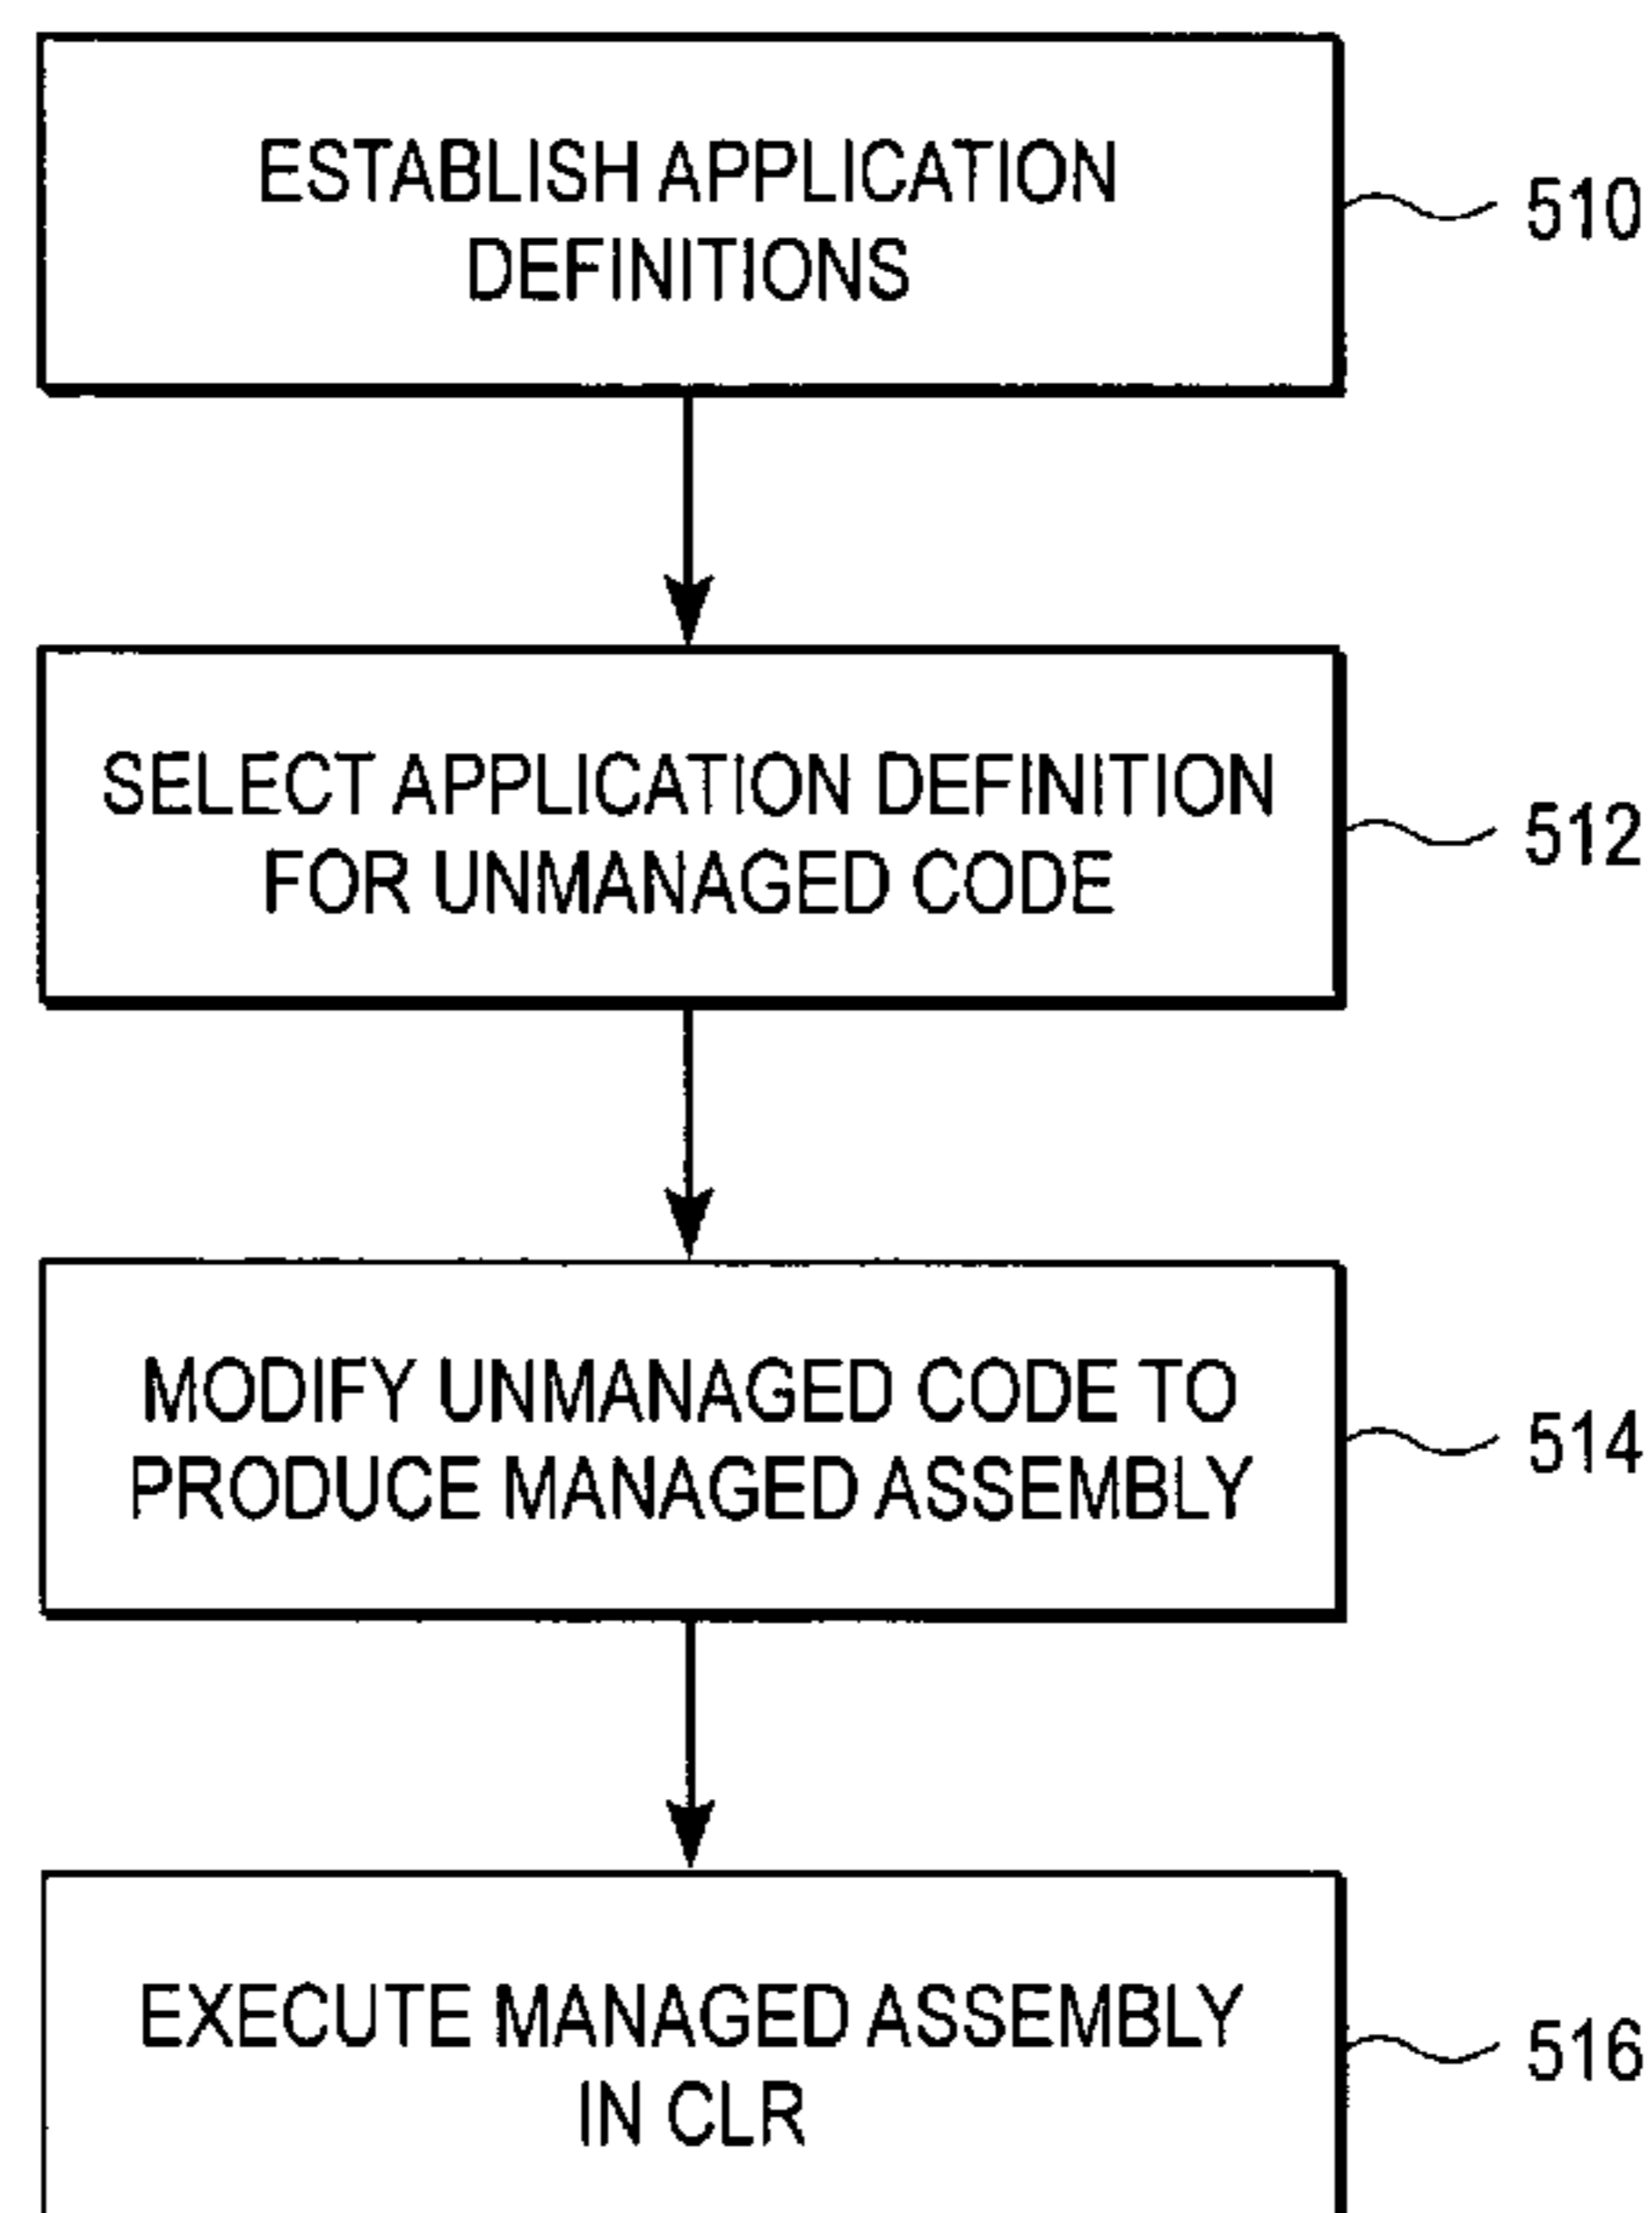 ESTABLISH APPLICATION
DEFINITIONS
510
SELECT APPLICATION DEFINITION
FOR UNMANAGED CODE
512
MODIFY UNMANAGED CODE TO
PRODUCE MANAGED ASSEMBLY
514
EXECUTE MANAGED ASSEMBLY
IN CLR
516